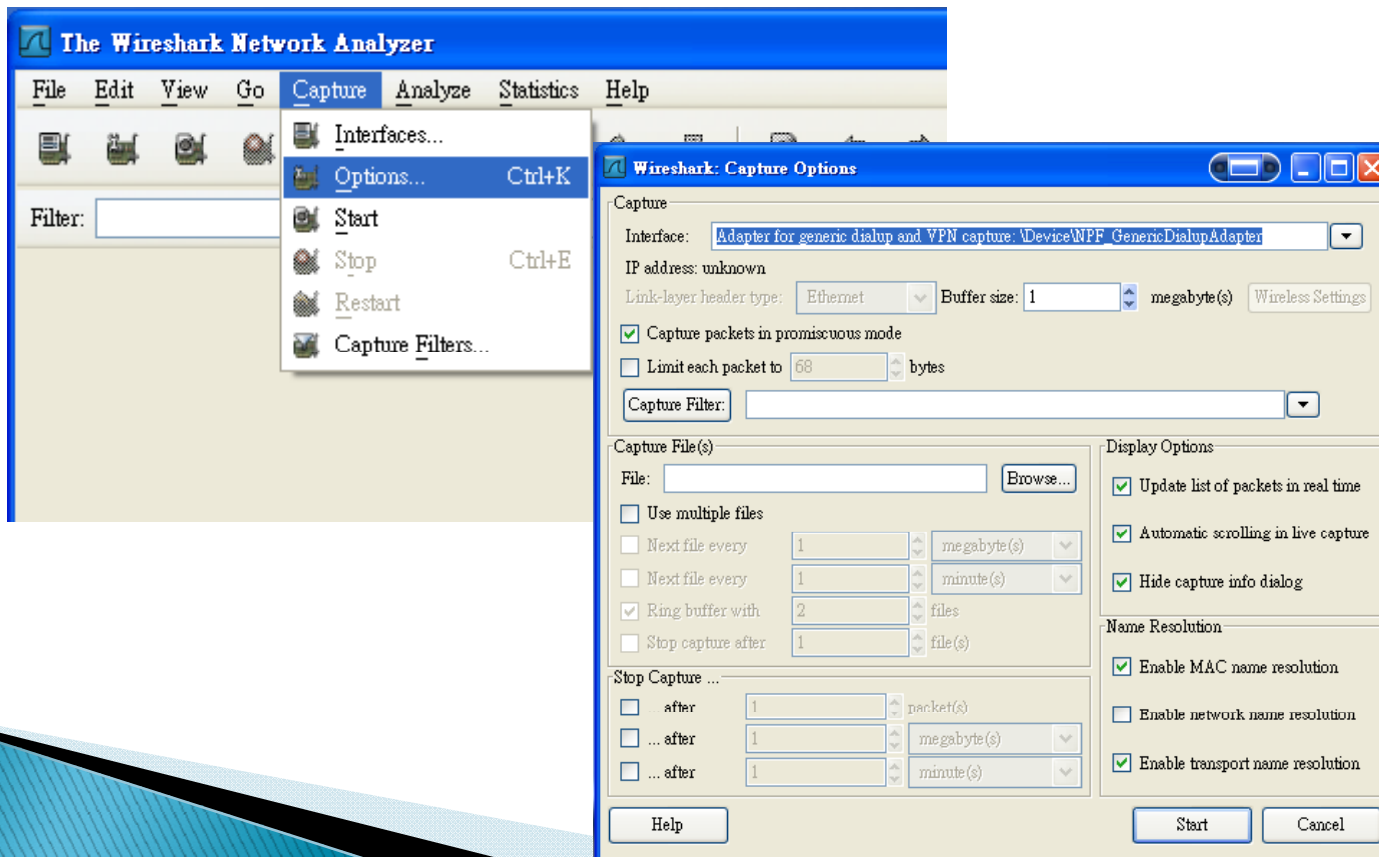 The Wireshark Network Analyzer
File Edit View Go Capture Analyze Statistics Help
Interfaces...
Options... Ctrl+K
Start
Stop Ctrl+E
Restart
Capture Filters...
Filter:
Wireshark: Capture Options
Capture
Interface: Adapter for generic dialup and VPN capture: \Device\NPF_GenericDialupAdapter
IP address: unknown
Link-layer header type: Ethernet Buffer size: 1 megabyte(s) Wireless Settings
Capture packets in promiscuous mode
Limit each packet to 68 bytes
Capture Filter:
Capture File(s)
File: Browse...
Use multiple files
Next file every 1 megabyte(s)
Next file every 1 minute(s)
Ring buffer with 2 files
Stop capture after 1 file(s)
Stop Capture ...
... after 1 packet(s)
... after 1 megabyte(s)
... after 1 minute(s)
Display Options
Update list of packets in real time
Automatic scrolling in live capture
Hide capture info dialog
Name Resolution
Enable MAC name resolution
Enable network name resolution
Enable transport name resolution
Help Start Cancel